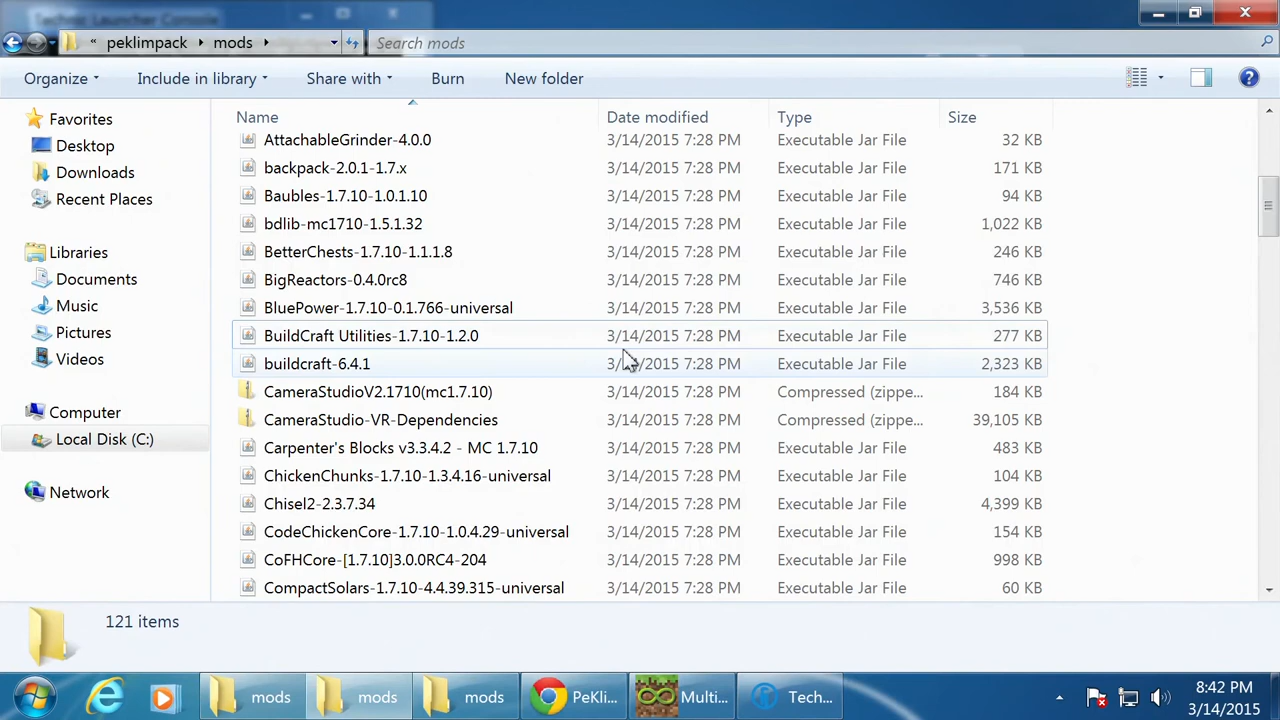 Technic Launcher Console
« peklimpack mods
Search mods
Organize Include in library Share with Burn New folder
Name Date modified Type Size
Favorites
Desktop
Downloads
Recent Places
Libraries
Documents
Music
Pictures
Videos
Computer
Local Disk (C:)
Network
AttachableGrinder-4.0.0 3/14/2015 7:28 PM Executable Jar File 32 KB
backpack-2.0.1-1.7.x 3/14/2015 7:28 PM Executable Jar File 171 KB
Baubles-1.7.10-1.0.1.10 3/14/2015 7:28 PM Executable Jar File 94 KB
bdlib-mc1710-1.5.1.32 3/14/2015 7:28 PM Executable Jar File 1,022 KB
BetterChests-1.7.10-1.1.1.8 3/14/2015 7:28 PM Executable Jar File 246 KB
BigReactors-0.4.0rc8 3/14/2015 7:28 PM Executable Jar File 746 KB
BluePower-1.7.10-0.1.766-universal 3/14/2015 7:28 PM Executable Jar File 3,536 KB
BuildCraft Utilities-1.7.10-1.2.0 3/14/2015 7:28 PM Executable Jar File 277 KB
buildcraft-6.4.1 3/14/2015 7:28 PM Executable Jar File 2,323 KB
CameraStudioV2.1710(mc1.7.10) 3/14/2015 7:28 PM Compressed (zippe... 184 KB
CameraStudio-VR-Dependencies 3/14/2015 7:28 PM Compressed (zippe... 39,105 KB
Carpenter's Blocks v3.3.4.2 - MC 1.7.10 3/14/2015 7:28 PM Executable Jar File 483 KB
ChickenChunks-1.7.10-1.3.4.16-universal 3/14/2015 7:28 PM Executable Jar File 104 KB
Chisel2-2.3.7.34 3/14/2015 7:28 PM Executable Jar File 4,399 KB
CodeChickenCore-1.7.10-1.0.4.29-universal 3/14/2015 7:28 PM Executable Jar File 154 KB
CoFHCore-[1.7.10]3.0.0RC4-204 3/14/2015 7:28 PM Executable Jar File 998 KB
CompactSolars-1.7.10-4.4.39.315-universal 3/14/2015 7:28 PM Executable Jar File 60 KB
121 items
mods mods mods PeKli... Multi... Tech...
8:42 PM
3/14/2015